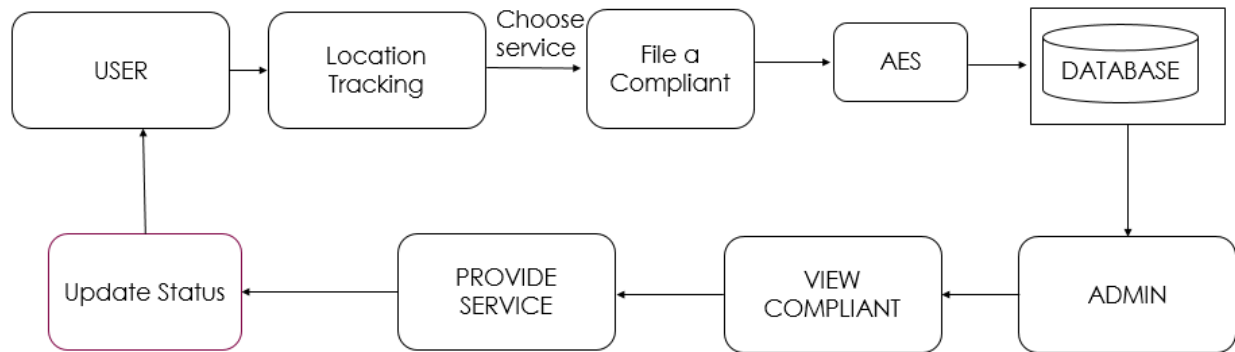 USER
Location
Tracking
Choose
service
File a
Compliant
AES
DATABASE
Update Status
PROVIDE
SERVICE
VIEW
COMPLIANT
ADMIN